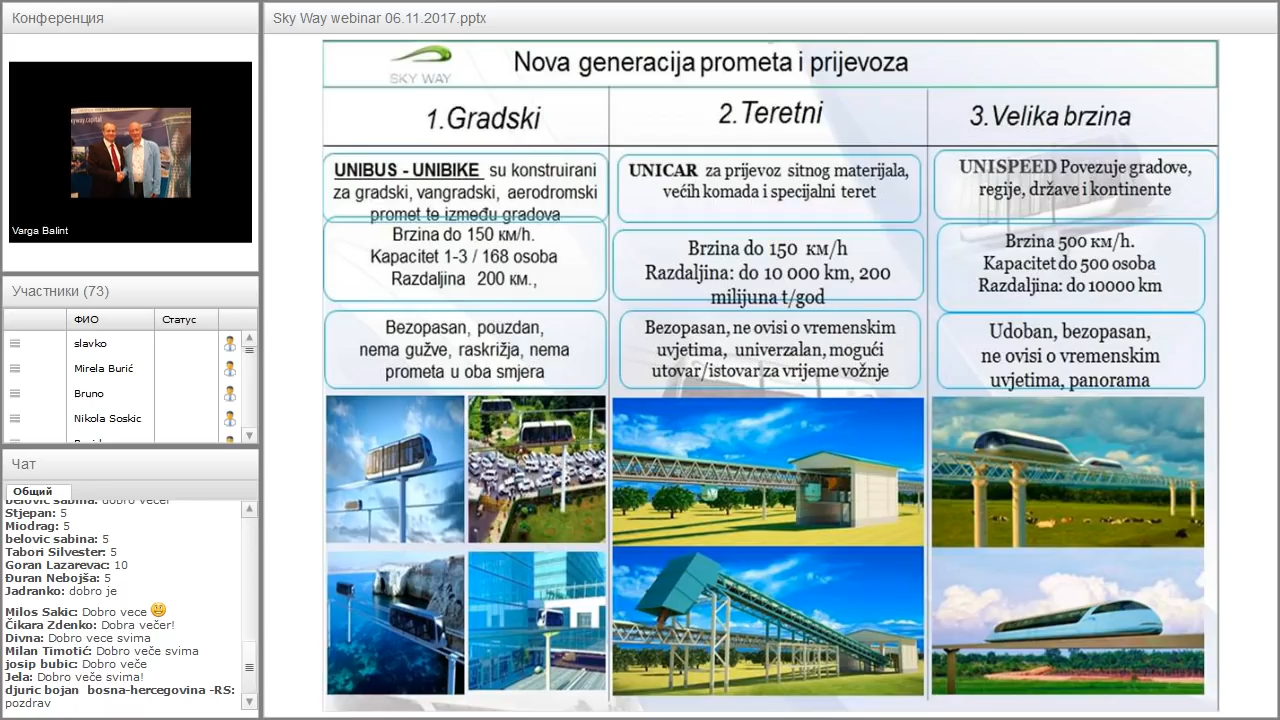 Конференция
Varga Balint
Участники (73)
ФИО Статус
slavko
Mirela Burić
Bruno
Nikola Soskic
Чат
Общий
belovic sabina: dobro večer
Stjepan: 5
Miodrag: 5
belovic sabina: 5
Tabori Silvester: 5
Goran Lazarevac: 10
Đuran Nebojša: 5
Jadranko: dobro je
Milos Sakic: Dobro vece
Čikara Zdenko: Dobra večer!
Divna: Dobro vece svima
Milan Timotić: Dobro veče svima
josip bubic: Dobro veče
Jela: Dobro veče svima!
djuric bojan bosna-hercegovina -RS:
pozdrav
Sky Way webinar 06.11.2017.pptx
SKY WAY
Nova generacija prometa i prijevoza
1.Gradski
UNIBUS - UNIBIKE su konstruirani
za gradski, vangradski, aerodromski
promet te između gradova
Brzina do 150 км/h.
Kapacitet 1-3 / 168 osoba
Razdaljina 200 км.,
Bezopasan, pouzdan,
nema gužve, raskrižja, nema
prometa u oba smjera
2.Teretni
UNICAR za prijevoz sitnog materijala,
većih komada i specijalni teret
Brzina do 150 км/h
Razdaljina: do 10 000 km, 200
milijuna t/god
Bezopasan, ne ovisi o vremenskim
uvjetima, univerzalan, mogući
utovar/istovar za vrijeme vožnje
3.Velika brzina
UNISPEED Povezuje gradove,
regije, države i kontinente
Brzina 500 км/h.
Kapacitet do 500 osoba
Razdaljina: do 10000 km
Udoban, bezopasan,
ne ovisi o vremenskim
uvjetima, panorama